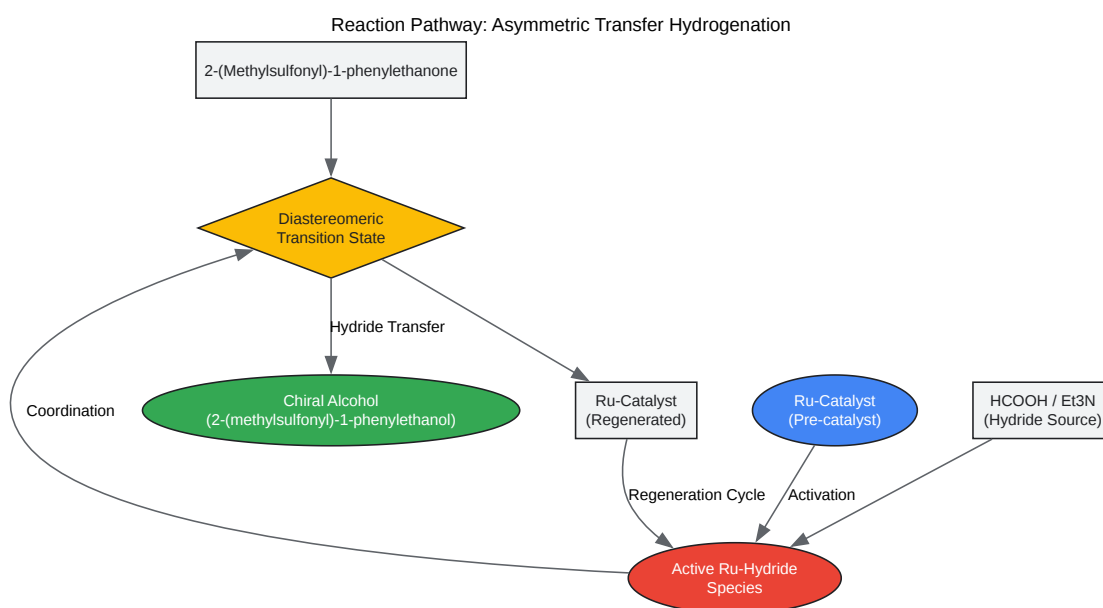 Reaction Pathway: Asymmetric Transfer Hydrogenation
2-(Methylsulfonyl)-1-phenylethanone
Diastereomeric
Transition State
Hydride Transfer
Coordination
Chiral Alcohol
(2-(methylsulfonyl)-1-phenylethanol)
Ru-Catalyst
(Regenerated)
Ru-Catalyst
(Pre-catalyst)
HCOOH / Et3N
(Hydride Source)
Regeneration Cycle
Activation
Active Ru-Hydride
Species